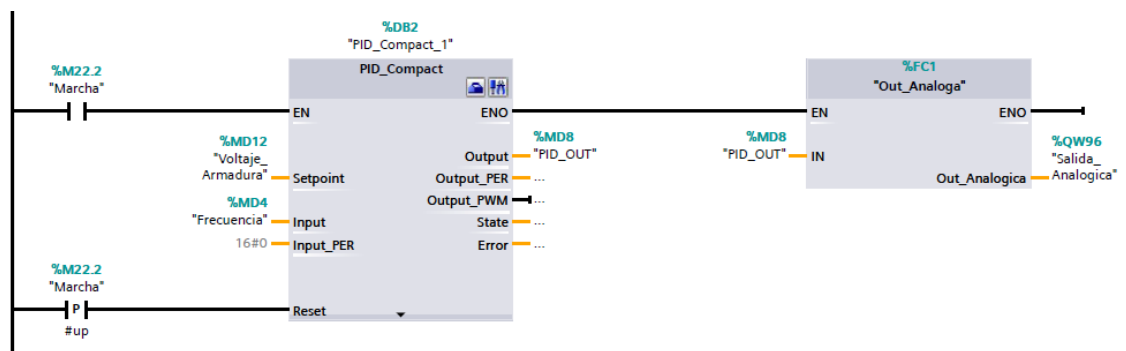 %DB2
"PID_Compact_1"
%M22.2
"Marcha"
PID_Compact
EN
ENO
%MD12
"Voltaje_
Armadura"
Setpoint
Output
%MD8
"PID_OUT"
Output_PER
...
%MD4
"Frecuencia"
Input
Output_PWM
...
State
...
16#0
Input_PER
Error
...
%M22.2
"Marcha"
P
#up
Reset
%FC1
"Out_Analoga"
EN
ENO
%MD8
"PID_OUT"
IN
Out_Analogica
%QW96
"Salida_
Analogica"